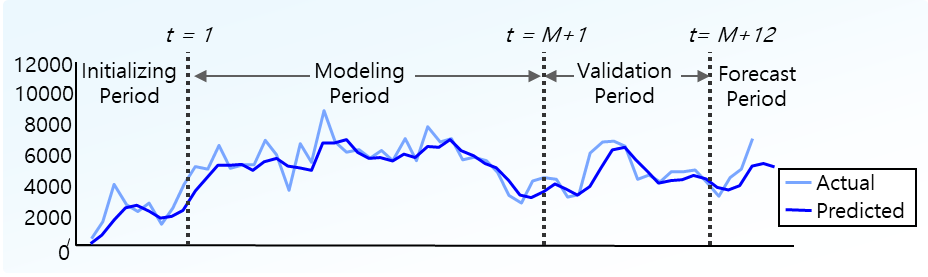 t = 1
t = M+1
t= M+12
12000
10000
8000
6000
4000
2000
0
Initializing
Period
Modeling
Period
Validation
Period
Forecast
Period
Actual
Predicted